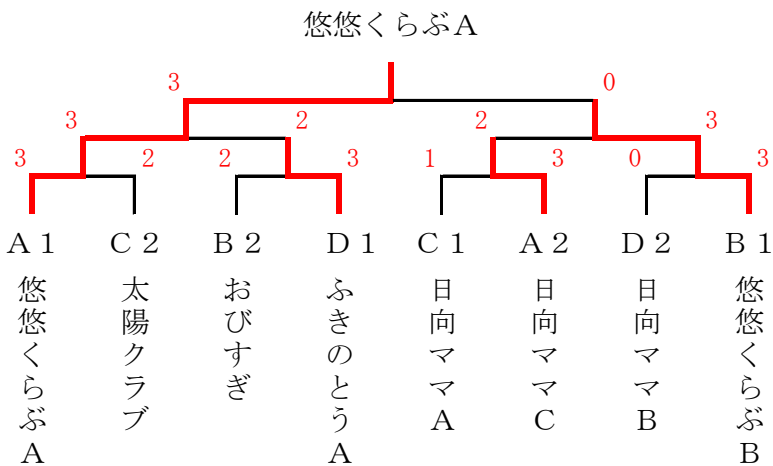 悠悠くらぶA
3 0
3 2 2 3
3 2 2 3 1 3 0 3
A1 C2 B2 D1 C1 A2 D2 B1
悠悠くらぶA
太陽クラブ
おびすぎ
ふきのとうA
日向ママA
日向ママC
日向ママB
悠悠くらぶB